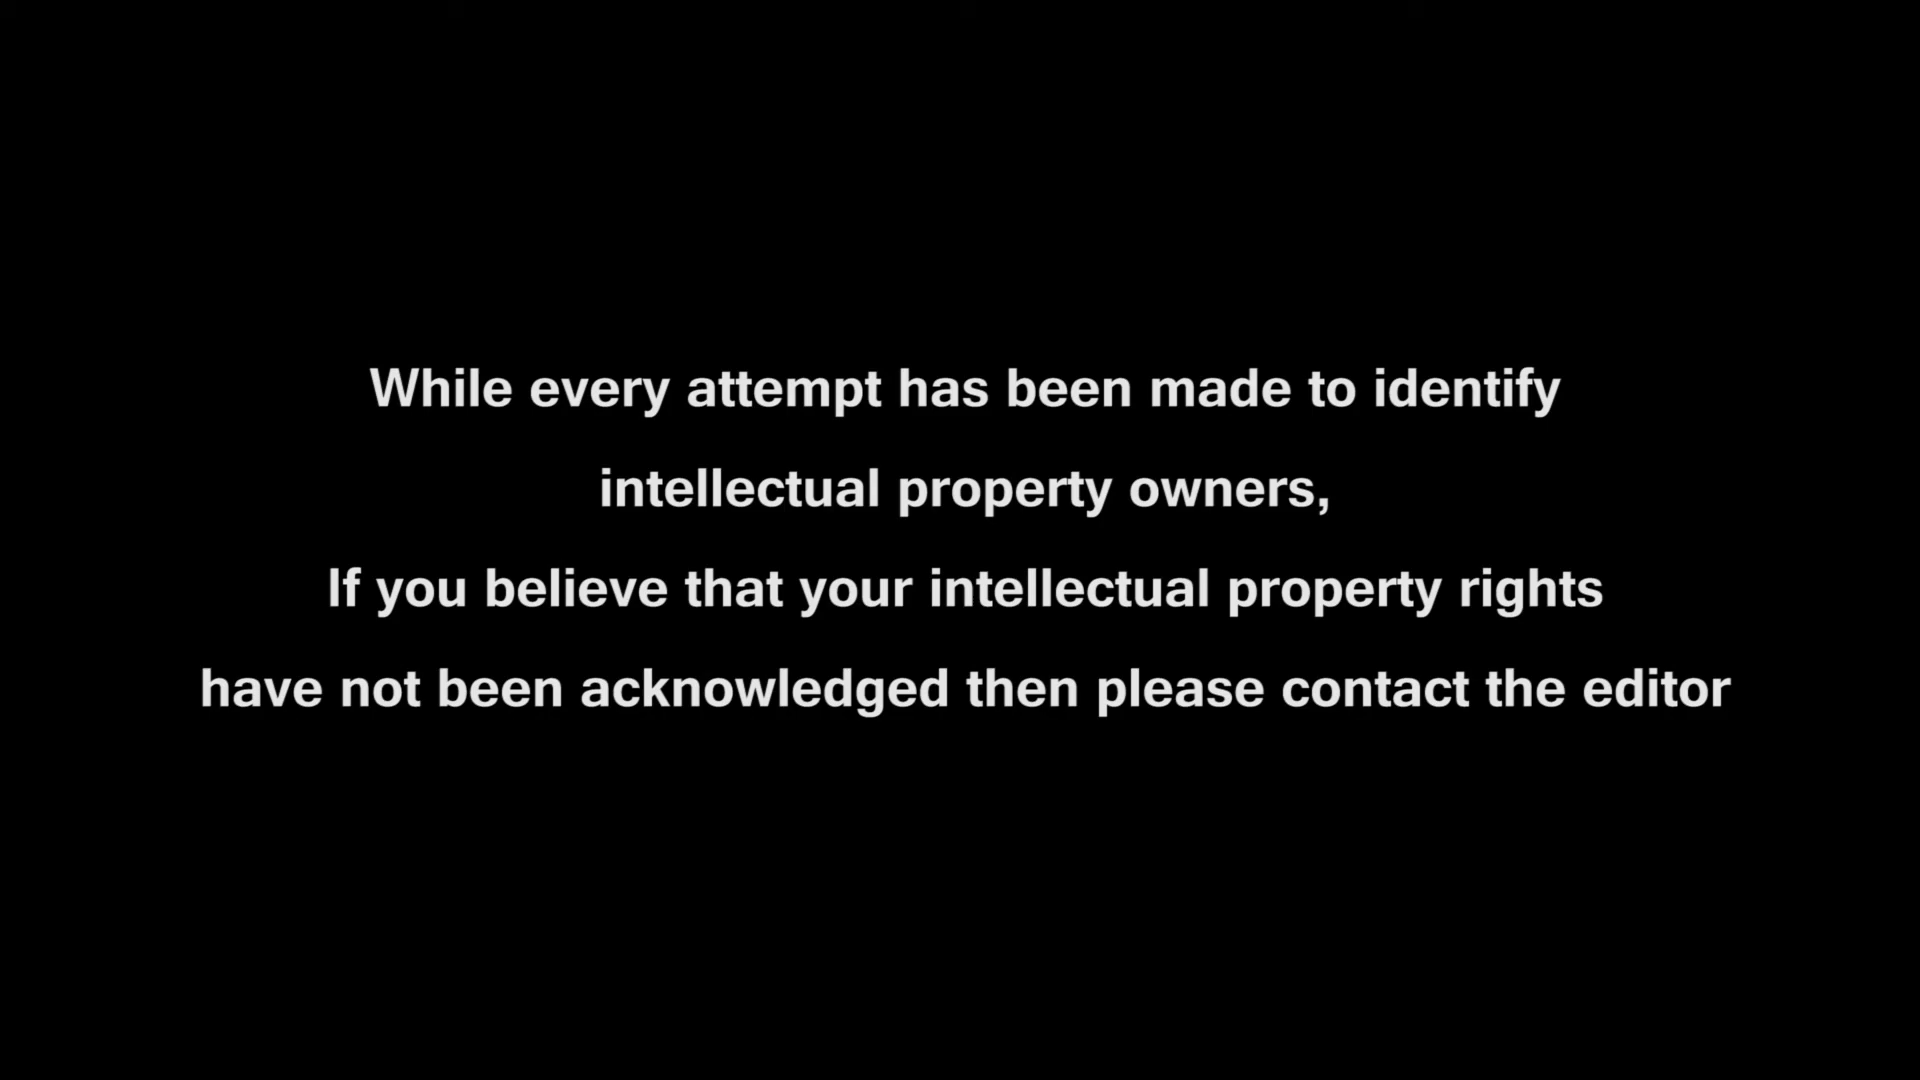 While every attempt has been made to identify
intellectual property owners,
If you believe that your intellectual property rights
have not been acknowledged then please contact the editor